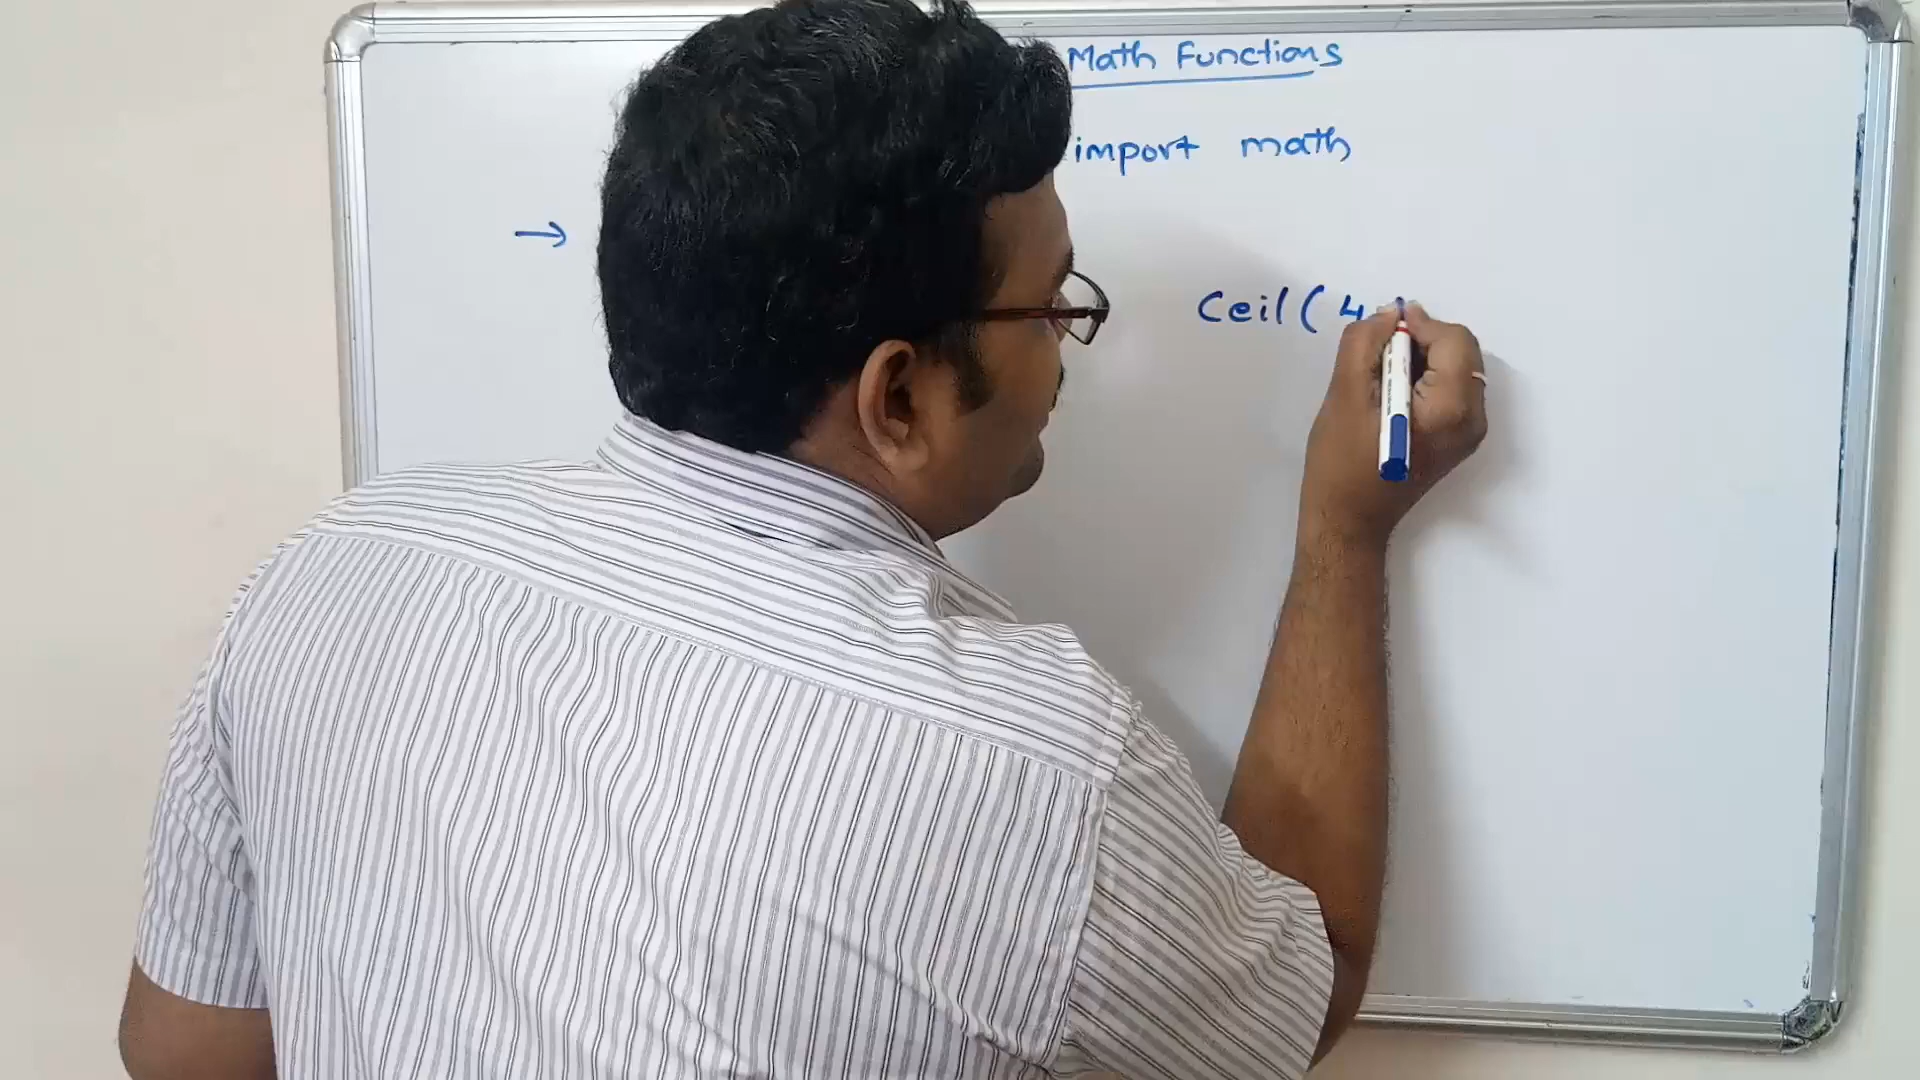 Math Functions
import math
→
Ceil ( 4